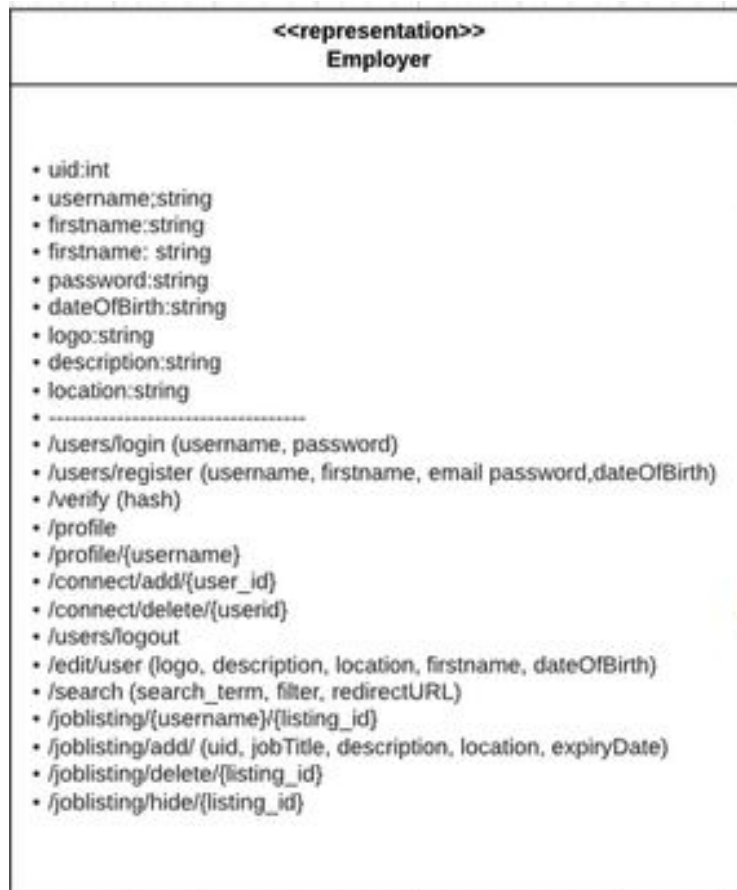 <<representation>>
Employer
• uid:int
• username;string
• firstname:string
• firstname: string
• password:string
• dateOfBirth:string
• logo:string
• description:string
• location:string
• ----------------------------------
• /users/login (username, password)
• /users/register (username, firstname, email password,dateOfBirth)
• /verify (hash)
• /profile
• /profile/{username}
• /connect/add/{user_id}
• /connect/delete/{userid}
• /users/logout
• /edit/user (logo, description, location, firstname, dateOfBirth)
• /search (search_term, filter, redirectURL)
• /joblisting/{username}/{listing_id}
• /joblisting/add/ (uid, jobTitle, description, location, expiryDate)
• /joblisting/delete/{listing_id}
• /joblisting/hide/{listing_id}